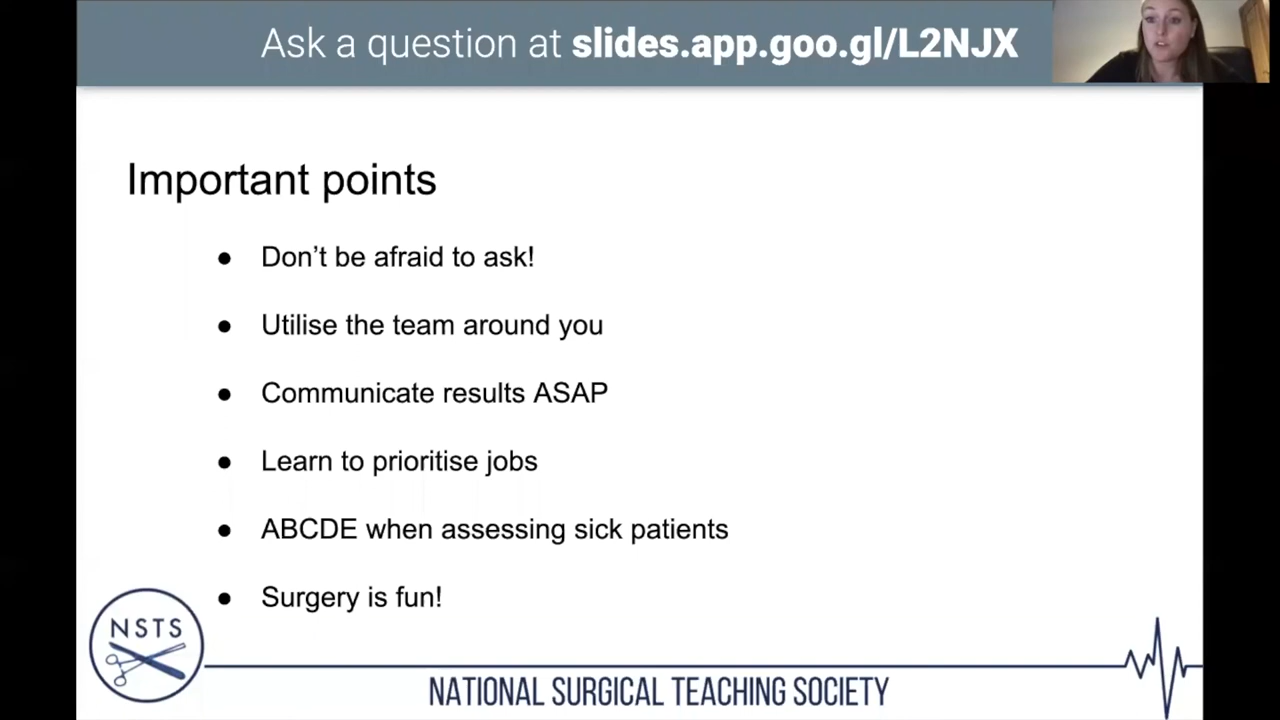 Ask a question at slides.app.goo.gl/L2NJX
Important points
● Don’t be afraid to ask!
● Utilise the team around you
● Communicate results ASAP
● Learn to prioritise jobs
● ABCDE when assessing sick patients
● Surgery is fun!
NSTS
NATIONAL SURGICAL TEACHING SOCIETY